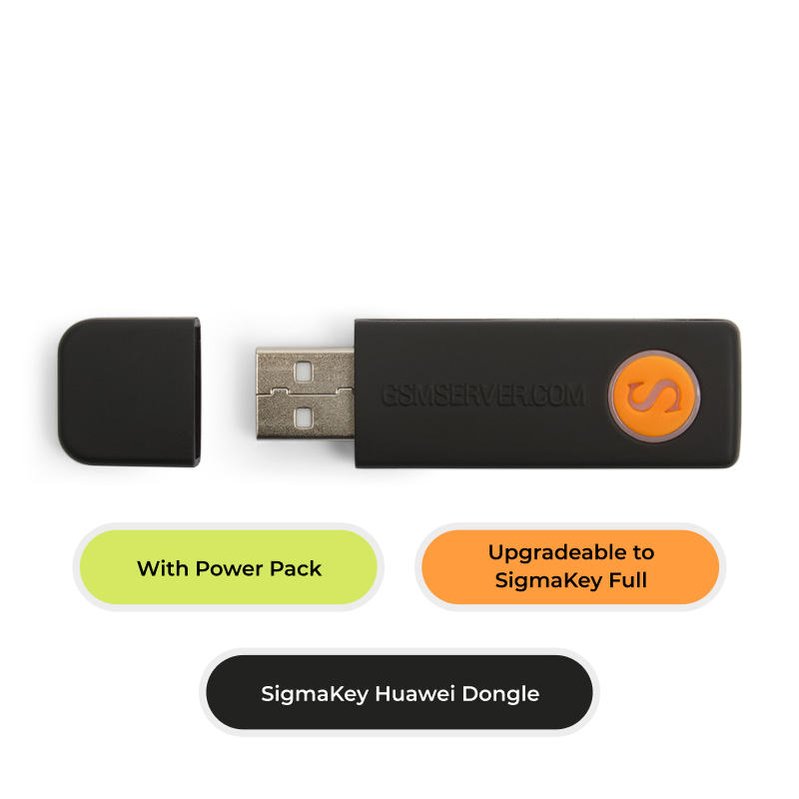 GSMSERVER.COM
S
With Power Pack
Upgradeable to
SigmaKey Full
SigmaKey Huawei Dongle